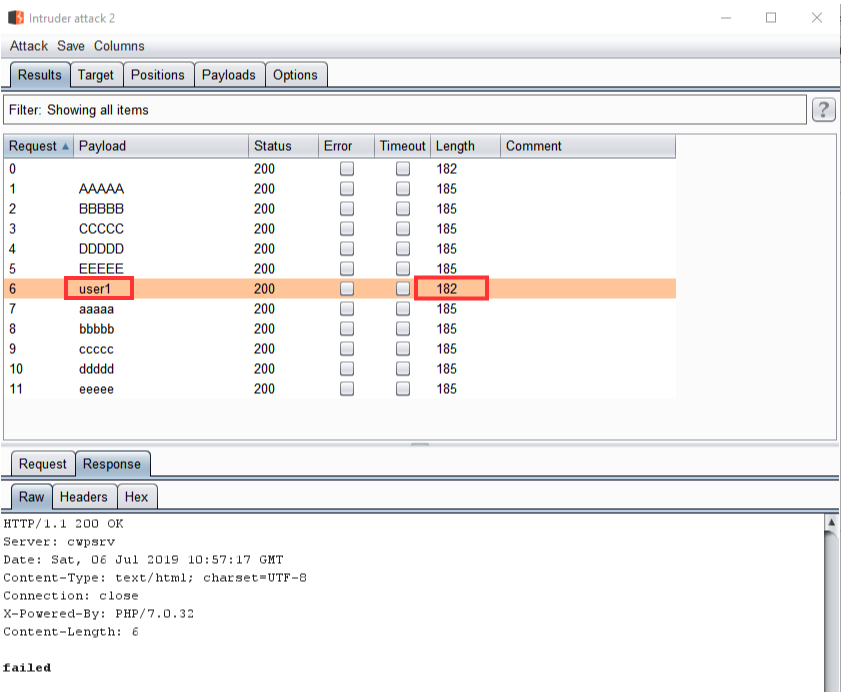 Intruder attack 2
Attack Save Columns
Results Target Positions Payloads Options
Filter: Showing all items ?
Request Payload Status Error Timeout Length Comment
0 200 182
1 AAAAA 200 185
2 BBBBB 200 185
3 CCCCC 200 185
4 DDDDD 200 185
5 EEEEE 200 185
6 user1 200 182
7 aaaaa 200 185
8 bbbbb 200 185
9 ccccc 200 185
10 ddddd 200 185
11 eeeee 200 185
Request Response
Raw Headers Hex
HTTP/1.1 200 OK
Server: cwpsrv
Date: Sat, 06 Jul 2019 10:57:17 GMT
Content-Type: text/html; charset=UTF-8
Connection: close
X-Powered-By: PHP/7.0.32
Content-Length: 6
failed